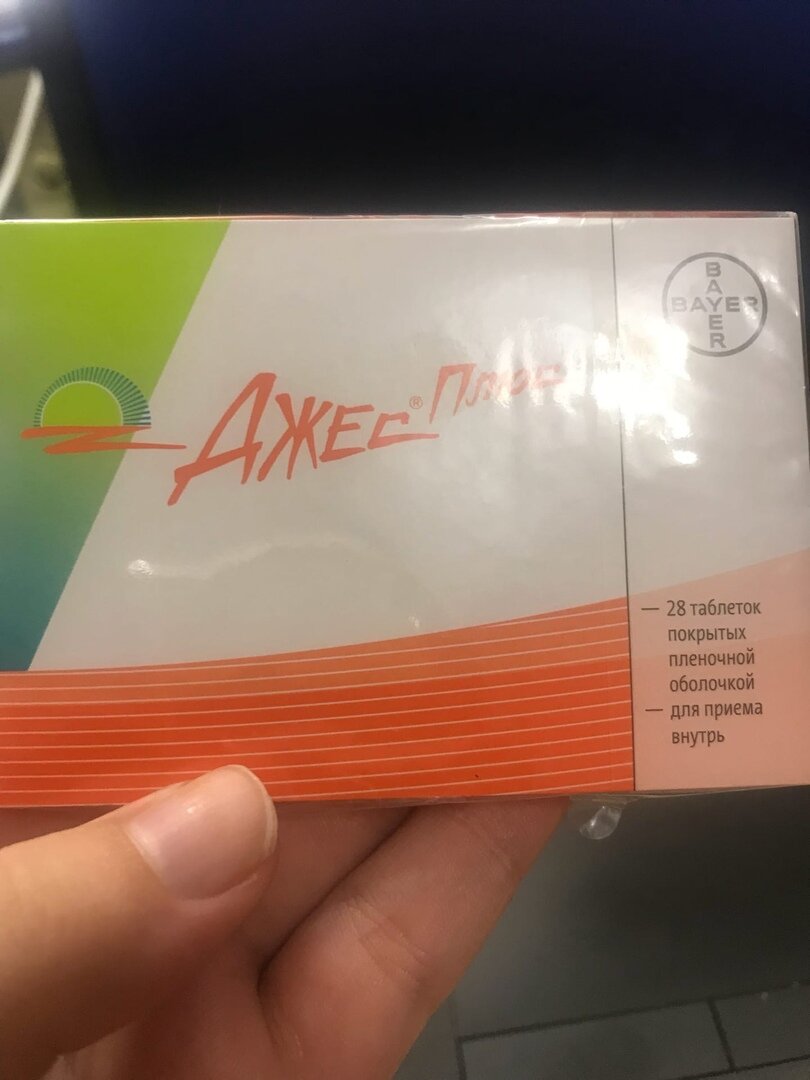 ДЖЕС® Плюс
BAYER
BAYER
— 28 таблеток
покрытых
пленочной
оболочкой
— для приема
внутрь